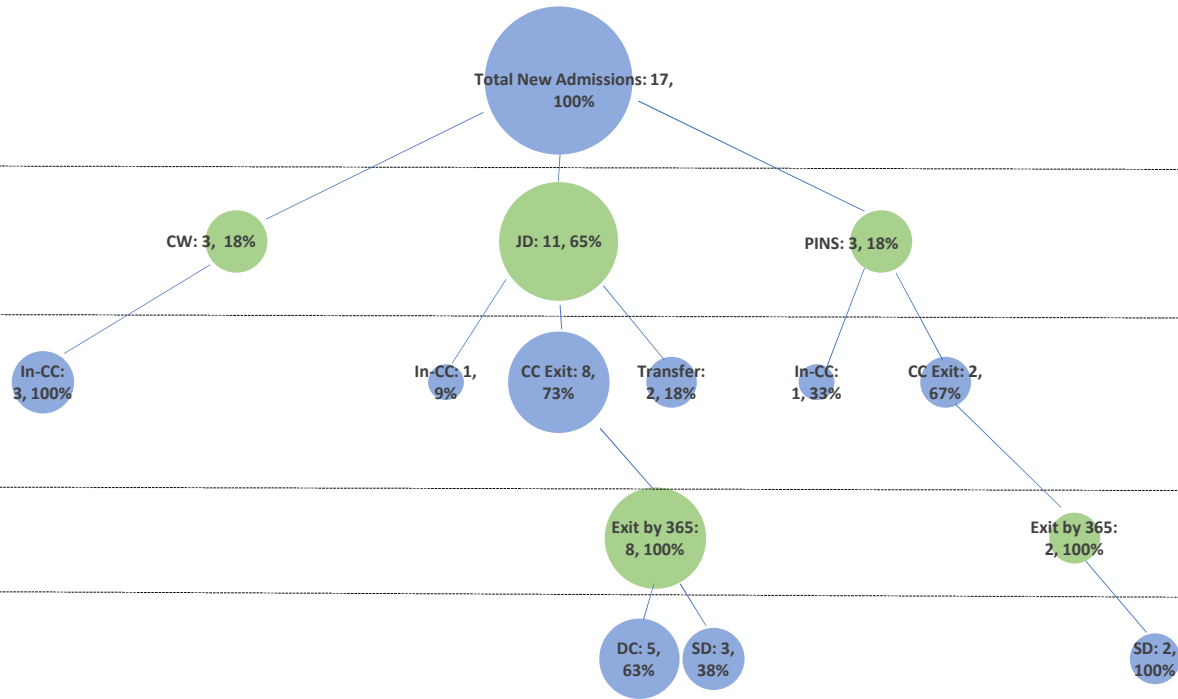 Total New Admissions: 17,
100%
CW: 3, 18%
JD: 11, 65%
PINS: 3, 18%
In-CC:
3, 100%
In-CC: 1,
9%
CC Exit: 8,
73%
Transfer:
2, 18%
In-CC:
1, 33%
CC Exit: 2,
67%
Exit by 365:
8, 100%
Exit by 365:
2, 100%
DC: 5,
63%
SD: 3,
38%
SD: 2,
100%